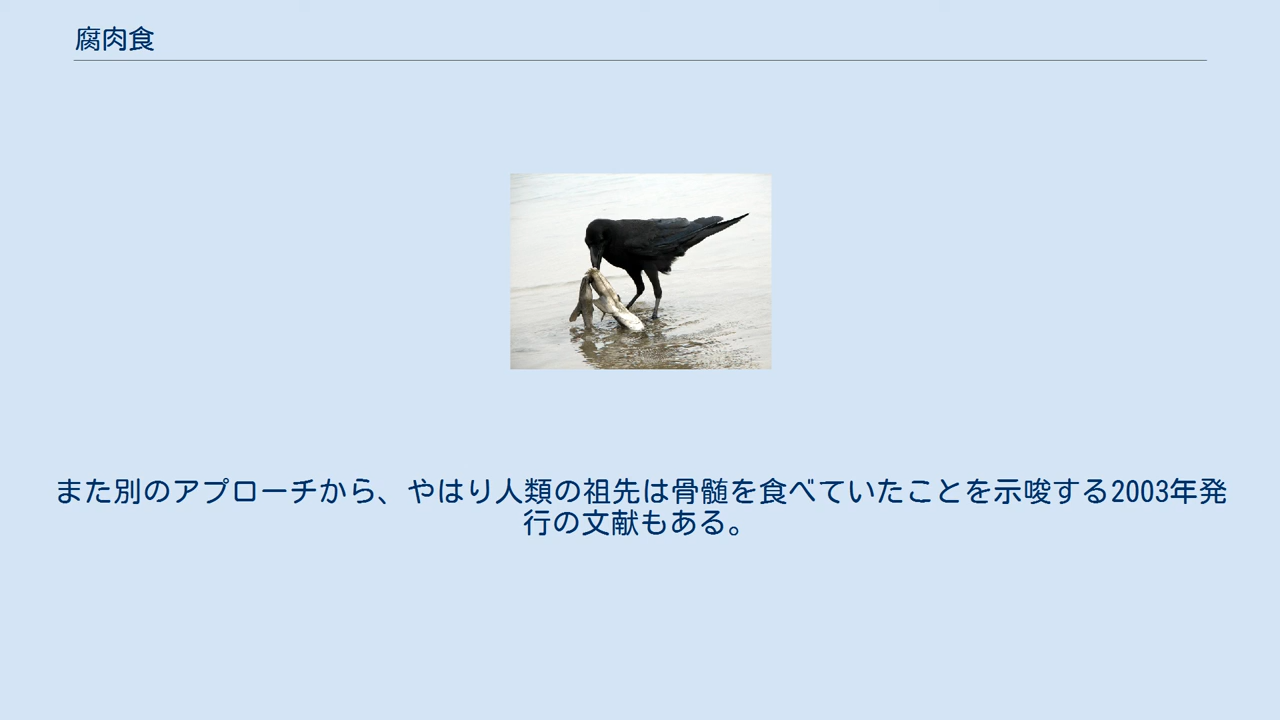 腐肉食
また別のアプローチから、やはり人類の祖先は骨髄を食べていたことを示唆する2003年発
行の文献もある。